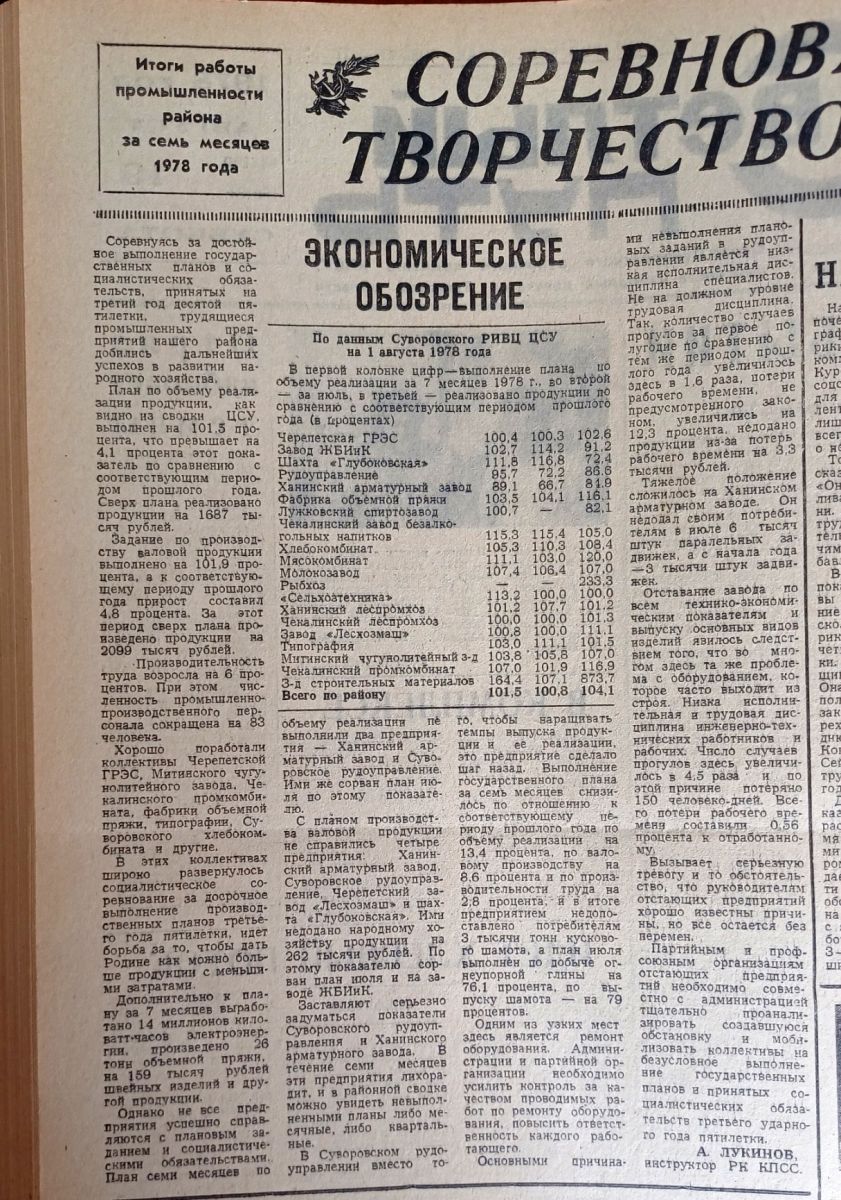 Итоги работы
промышленности
района
за семь месяцев
1978 года
СОРЕВНОВА
ТВОРЧЕСТВО
Соревнуясь за достой-
ное выполнение государ-
ственных планов и со-
циалистических обяза-
тельств, принятых на
третий год десятой пя-
тилетки, трудящиеся
промышленных пред-
приятий нашего района
добились дальнейших
успехов в развитии на-
родного хозяйства.
План по объему реали-
зации продукции, как
видно из сводки ЦСУ,
выполнен на 101,5 про-
цента, что превышает на
4,1 процента этот пока-
затель по сравнению с
соответствующим перио-
дом прошлого года.
Сверх плана реализовано
продукции на 1687 ты-
сяч рублей.
Задание по производ-
ству валовой продукции
выполнено на 101,9 про-
цента, а к соответствую-
щему периоду прошлого
года прирост составил
4,8 процента. За этот
период сверх плана про-
изведено продукции на
2099 тысяч рублей.
Производительность
труда возросла на 6 про-
центов. При этом чис-
ленность промышленно-
производственного пер-
сонала сокращена на 83
человека.
Хорошо поработали
коллективы Черепетской
ГРЭС, Митинского чугу-
нолитейного завода, Че-
калинского промкомби-
ната, фабрики объемной
пряжи, типографии, Су-
воровского хлебоком-
бината и другие.
В этих коллективах
широко развернулось
социалистическое со-
ревнование за досрочное
выполнение производ-
ственных планов третье-
го года пятилетки, идет
борьба за то, чтобы дать
Родине как можно боль-
ше продукции с меньши-
ми затратами.
Дополнительно к пла-
ну за 7 месяцев вырабо-
тано 14 миллионов кило-
ватт-часов электроэнер-
гии, произведено 26
тонн объемной пряжи,
на 159 тысяч рублей
швейных изделий и дру-
гой продукции.
Однако не все пред-
приятия успешно справ-
ляются с плановым за-
данием и социалистиче-
скими обязательствами.
План семи месяцев по
ЭКОНОМИЧЕСКОЕ
ОБОЗРЕНИЕ
По данным Суворовского РИВЦ ЦСУ
на 1 августа 1978 года
В первой колонке цифр—выполнение плана по
объему реализации за 7 месяцев 1978 г., во второй
— за июль, в третьей — реализовано продукции по
сравнению с соответствующим периодом прошлого
года (в процентах)
Черепетская ГРЭС 100,4 100,3 102,6
Завод ЖБИиК 102,7 114,2 91,2
Шахта «Глубоковская» 111,8 116,8 72,4
Рудоуправление 95,7 72,2 86,6
Ханинский арматурный завод 89,1 66,7 84,9
Фабрика объёмной пряжи 103,5 104,1 116,1
Лужковский спиртозавод 100,7 — 82,1
Чекалинский завод безалко-
гольных напитков 115,3 115,4 105,0
Хлебокомбинат 105,3 110,3 108,4
Мясокомбинат 111,1 103,0 120,0
Молокозавод 107,4 106,4 107,0
Рыбхоз — — 233,3
«Сельхозтехника» 113,2 100,0 100,0
Ханинский леспромхоз 101,2 107,7 101,2
Чекалинский леспромхоз 100,0 100,0 101,3
Завод «Лесхозмаш» 100,8 100,0 111,1
Типография 103,0 111,1 101,5
Митинский чугунолитейный з-д 103,8 105,8 107,0
Чекалинский промкомбинат 107,0 101,9 116,9
З-д строительных материалов 164,4 107,1 873,7
Всего по району 101,5 100,8 104,1
объему реализации не
выполнили два предприя-
тия — Ханинский ар-
матурный завод и Суво-
ровское рудоуправление.
Ими же сорван план ию-
ля по этому показате-
лю.
С планом производст-
ва валовой продукции
не справились четыре
предприятия: Ханин-
ский арматурный завод,
Суворовское рудоуправ-
ление, Черепетский за-
вод «Лесхозмаш» и шах-
та «Глубоковская». Ими
недодано народному хо-
зяйству продукции на
262 тысячи рублей. По
этому показателю сор-
ван план июля и на за-
воде ЖБИиК.
Заставляют серьезно
задуматься показатели
Суворовского рудоуп-
равления и Ханинского
арматурного завода. В
течение семи месяцев
эти предприятия лихора-
дит, и в районной сводке
можно увидеть невыпол-
ненными планы либо ме-
сячные, либо квартал-
ные.
В Суворовском рудо-
управлении вместо то-
го, чтобы наращивать
темпы выпуска продук-
ции и ее реализации,
это предприятие сделало
шаг назад. Выполнение
государственного плана
за семь месяцев снизи-
лось по отношению к
соответствующему пе-
риоду прошлого года по
объему реализации на
13,4 процента, по вало-
вому производству на
8,6 процента и по произ-
водительности труда на
2,8 процента, и в итоге
предприятием недопо-
ставлено потребителям
3 тысячи тонн кусково-
го шамота, а план июля
выполнен по добыче ог-
неупорной глины на
76,1 процента, по вы-
пуску шамота — на 79
процентов.
Одним из узких мест
здесь является ремонт
оборудования. Админи-
страции и партийной ор-
ганизации необходимо
усилить контроль за ка-
чеством проводимых ра-
бот по ремонту оборудо-
вания, повысить ответст-
венность каждого рабо-
тающего.
Основными причина-
ми невыполнения плано-
вых заданий в рудоуп-
равлении является низ-
кая исполнительная дис-
циплина специалистов.
Не на должном уровне
трудовая дисциплина.
Так, количество случаев
прогулов за первое по-
лугодие по сравнению с
тем же периодом прош-
лого года увеличилось
здесь в 1,6 раза, потери
рабочего времени, не
предусмотренного зако-
ном, увеличились на
12,3 процента, недодано
продукции из-за потерь
рабочего времени на 3,3
тысячи рублей.
Тяжелое положение
сложилось на Ханинском
арматурном заводе. Он
недодал своим потреби-
телям в июле 6 тысяч
штук паралельных за-
движек, а с начала года
—3 тысячи штук задви-
жек.
Отставание завода по
всем технико-экономи-
ческим показателям и
выпуску основных видов
изделий явилось следст-
вием того, что во мно-
гом здесь та же пробле-
ма с оборудованием, ко-
торое часто выходит из
строя. Низка исполни-
тельная и трудовая дис-
циплина инженерно-тех-
нических работников и
рабочих. Число случаев
прогулов здесь увеличи-
лось в 4,5 раза и по
этой причине потеряно
150 человеко-дней. Все-
го потери рабочего вре-
мени составили 0,56
процента к отработанно-
му.
Вызывает серьезную
тревогу и то обстоятель-
ство, что руководителям
отстающих предприятий
хорошо известны причи-
ны, но все остается без
перемен.
Партийным и проф-
союзным организациям
отстающих предприя-
тий необходимо совме-
стно с администрацией
тщательно проанали-
зировать создавшуюся
обстановку и моби-
лизовать коллективы на
безусловное выполне-
ние государственных
планов и принятых со-
циалистических обяза-
тельств третьего ударно-
го года пятилетки.
А. ЛУКИНОВ,
инструктор РК КПСС.